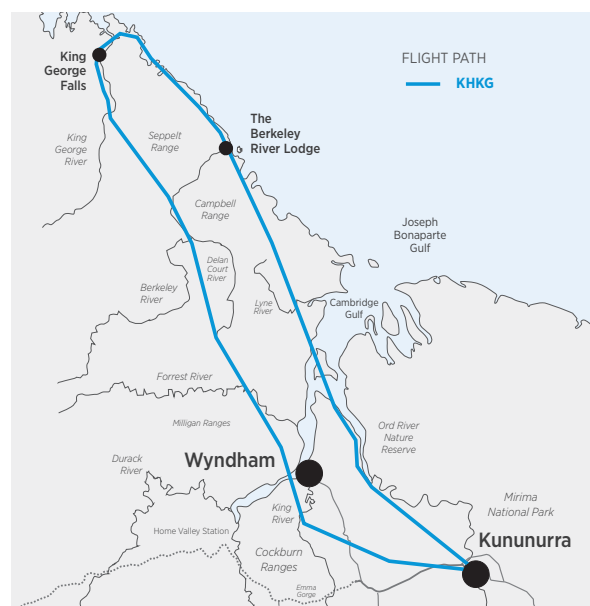 King
George
Falls
FLIGHT PATH
KHKG
The
Berkeley
River Lodge
King
George
River
Seppelt
Range
Campbell
Range
Joseph
Bonaparte
Gulf
Delan
Court
River
Berkeley
River
Lyne
River
Cambridge
Gulf
Forrest River
Milligan Ranges
Ord River
Nature
Reserve
Wyndham
Durack
River
Mirima
National Park
King
River
Home Valley Station
Kununurra
Cockburn
Ranges
Emma
Gorge